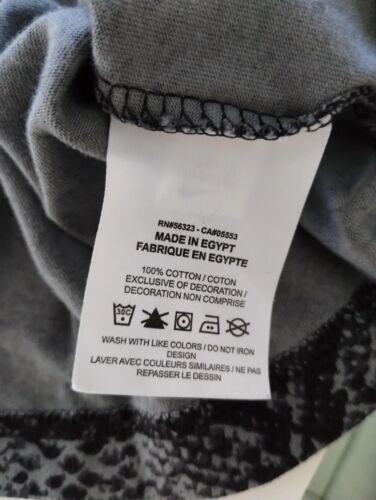 RN#56323 - CA#05553
MADE IN EGYPT
FABRIQUE EN EGYPTE
100% COTTON / COTON
EXCLUSIVE OF DECORATION /
DECORATION NON COMPRISE
30C
WASH WITH LIKE COLORS / DO NOT IRON
DESIGN
LAVER AVEC COULEURS SIMILAIRES / NE PAS
REPASSER LE DESSIN